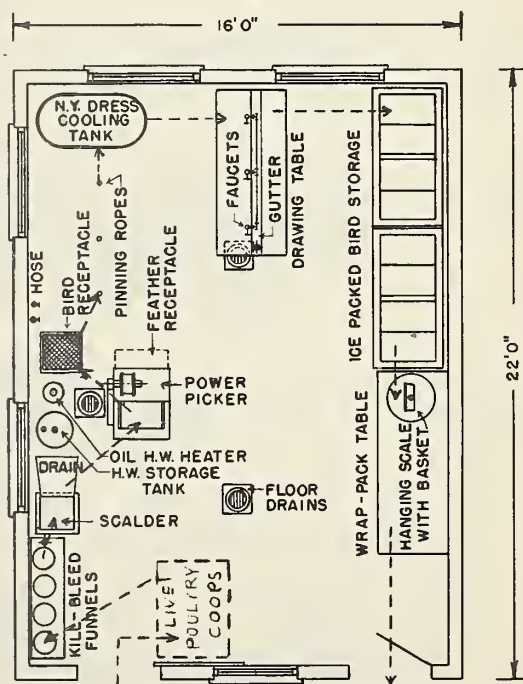 16'0"
N.Y. DRESS
COOLING
TANK
FAUCETS
GUTTER
DRAWING TABLE
ICE PACKED BIRD STORAGE
HOSE
BIRD
RECEPTACLE
PINNING ROPES
FEATHER
RECEPTACLE
22'0"
POWER
PICKER
OIL H.W. HEATER
H.W. STORAGE
TANK
DRAIN
SCALDER
FLOOR
DRAINS
WRAP-PACK TABLE
HANGING SCALE
WITH BASKET
KILL-BLEED
FUNNELS
LIVE
POULTRY
COOPS